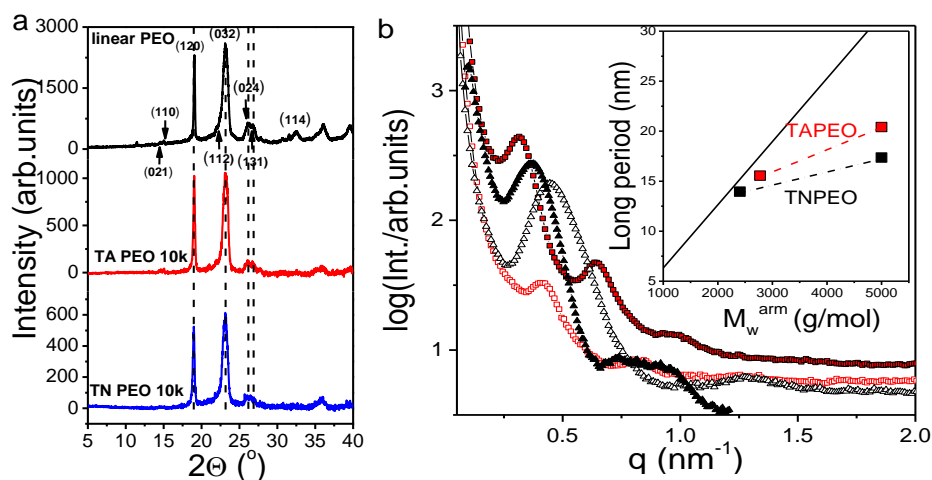 a
Intensity (arb.units)
3000
1500
0
1000
500
0
600
400
200
0
linear PEO
(120)
(032)
(024)
(110)
(114)
(021)
(112)
(131)
TA PEO 10k
TN PEO 10k
5 10 15 20 25 30 35 40
2Θ (°)
b
log(Int./arb.units)
3
2
1
0.5 1.0 1.5 2.0
q (nm⁻¹)
Long period (nm)
30
25
20
15
10
5
TAPEO
TNPEO
1000 2000 3000 4000 5000
M_w^arm (g/mol)